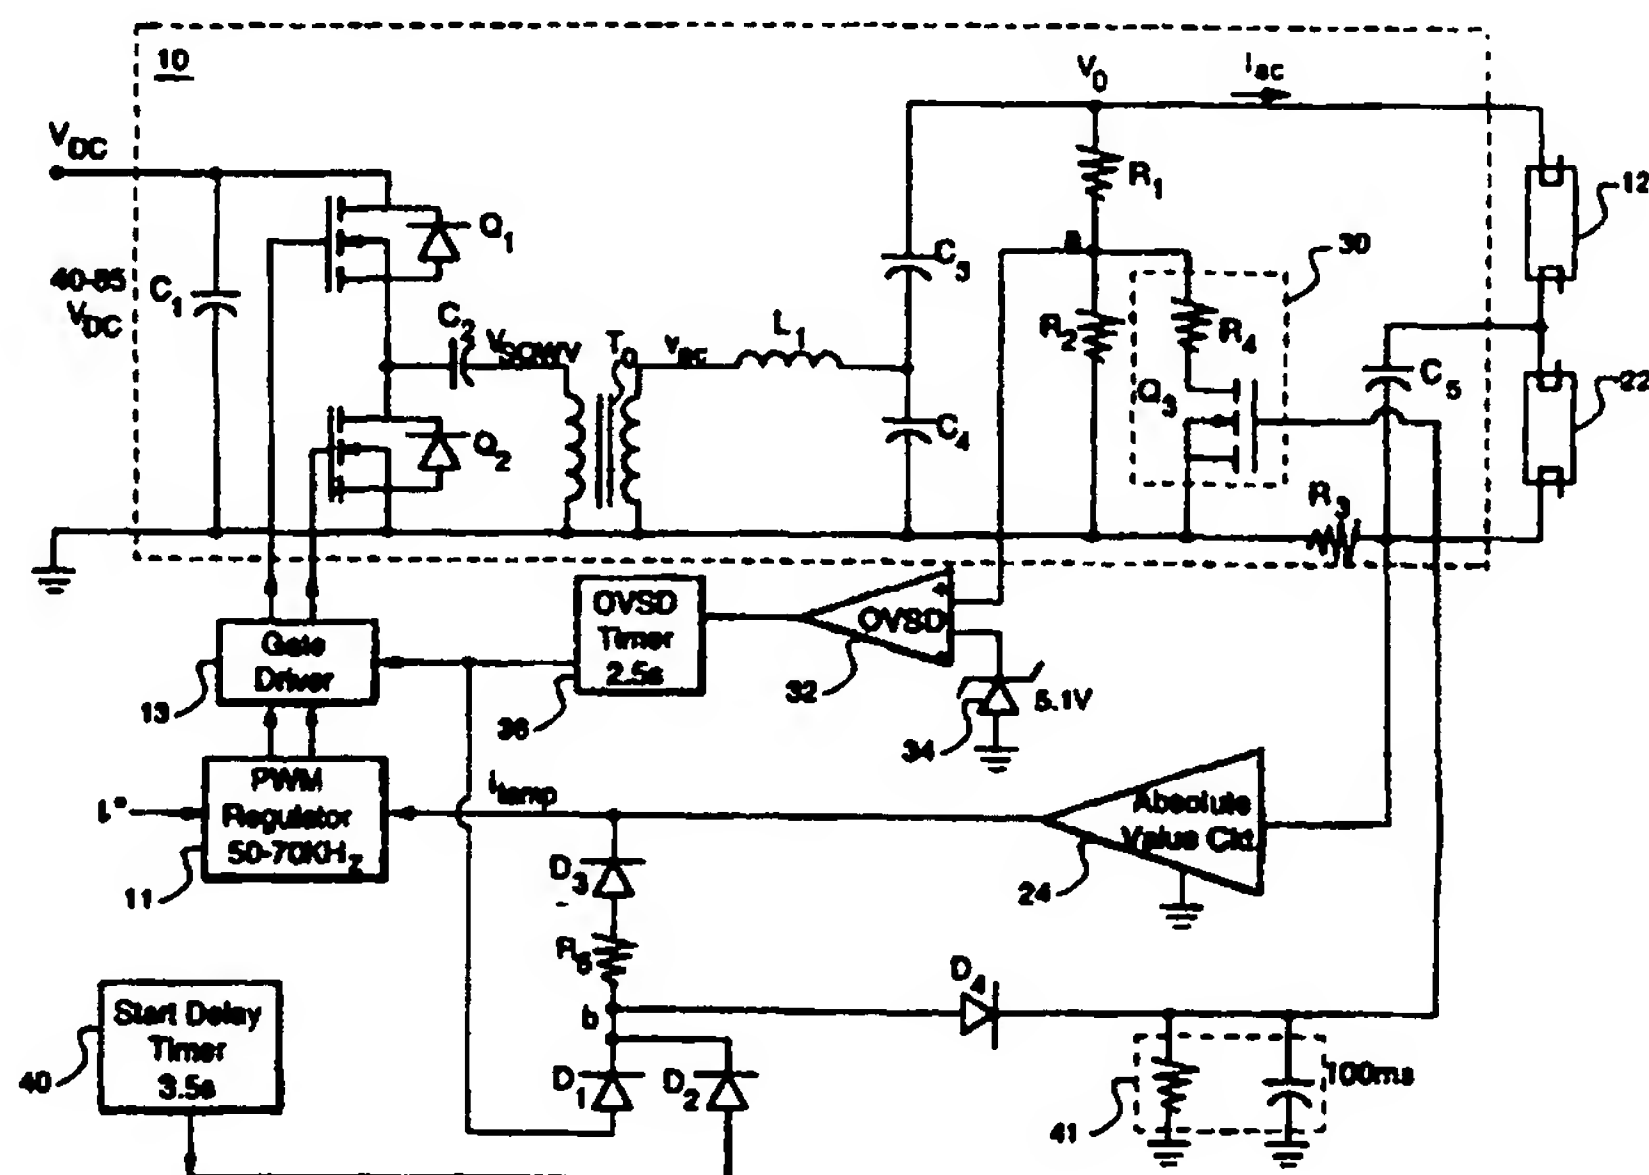 10
V_DC
40-85
V_DC
C_1
Q_1
Q_2
C_2
V_SQWV
T_0
v_ac
L_1
C_3
C_4
V_0
I_ac
R_1
a
R_2
R_4
Q_3
30
C_5
R_3
12
22
Gate
Driver
13
OVSD
Timer
2.5s
36
OVSD
+
32
5.1V
34
PWM
Regulator
50-70KH_Z
11
i_lamp
Absolute
Value Ckt.
24
D_3
b
D_4
D_1
D_2
Start Delay
Timer
3.5s
40
41
100ms